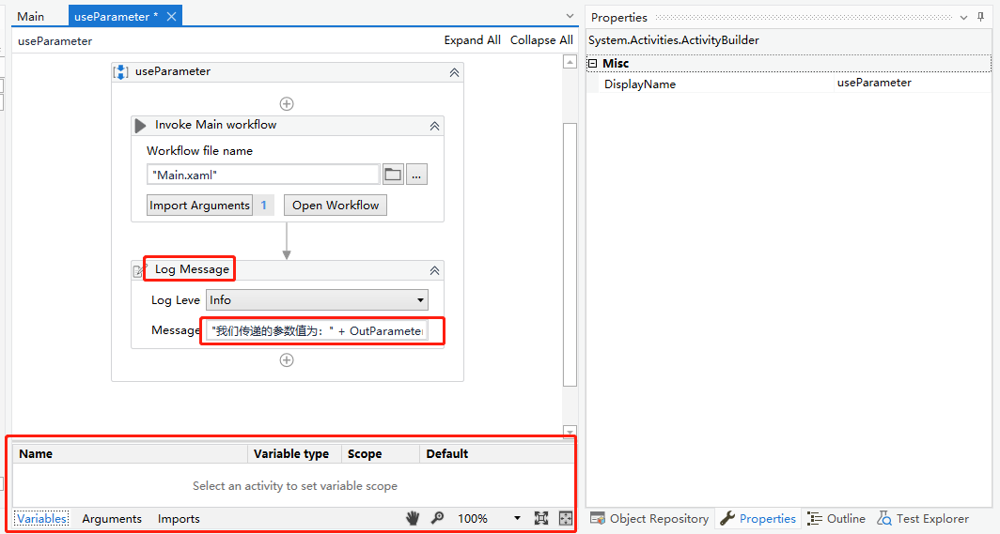 Main useParameter *
useParameter Expand All Collapse All
useParameter
Invoke Main workflow
Workflow file name
"Main.xaml" ...
Import Arguments 1 Open Workflow
Log Message
Log Leve Info
Message "我们传递的参数值为：" + OutParameter
Name Variable type Scope Default
Select an activity to set variable scope
Variables Arguments Imports 100%
Properties
System.Activities.ActivityBuilder
Misc
DisplayName useParameter
Object Repository Properties Outline Test Explorer